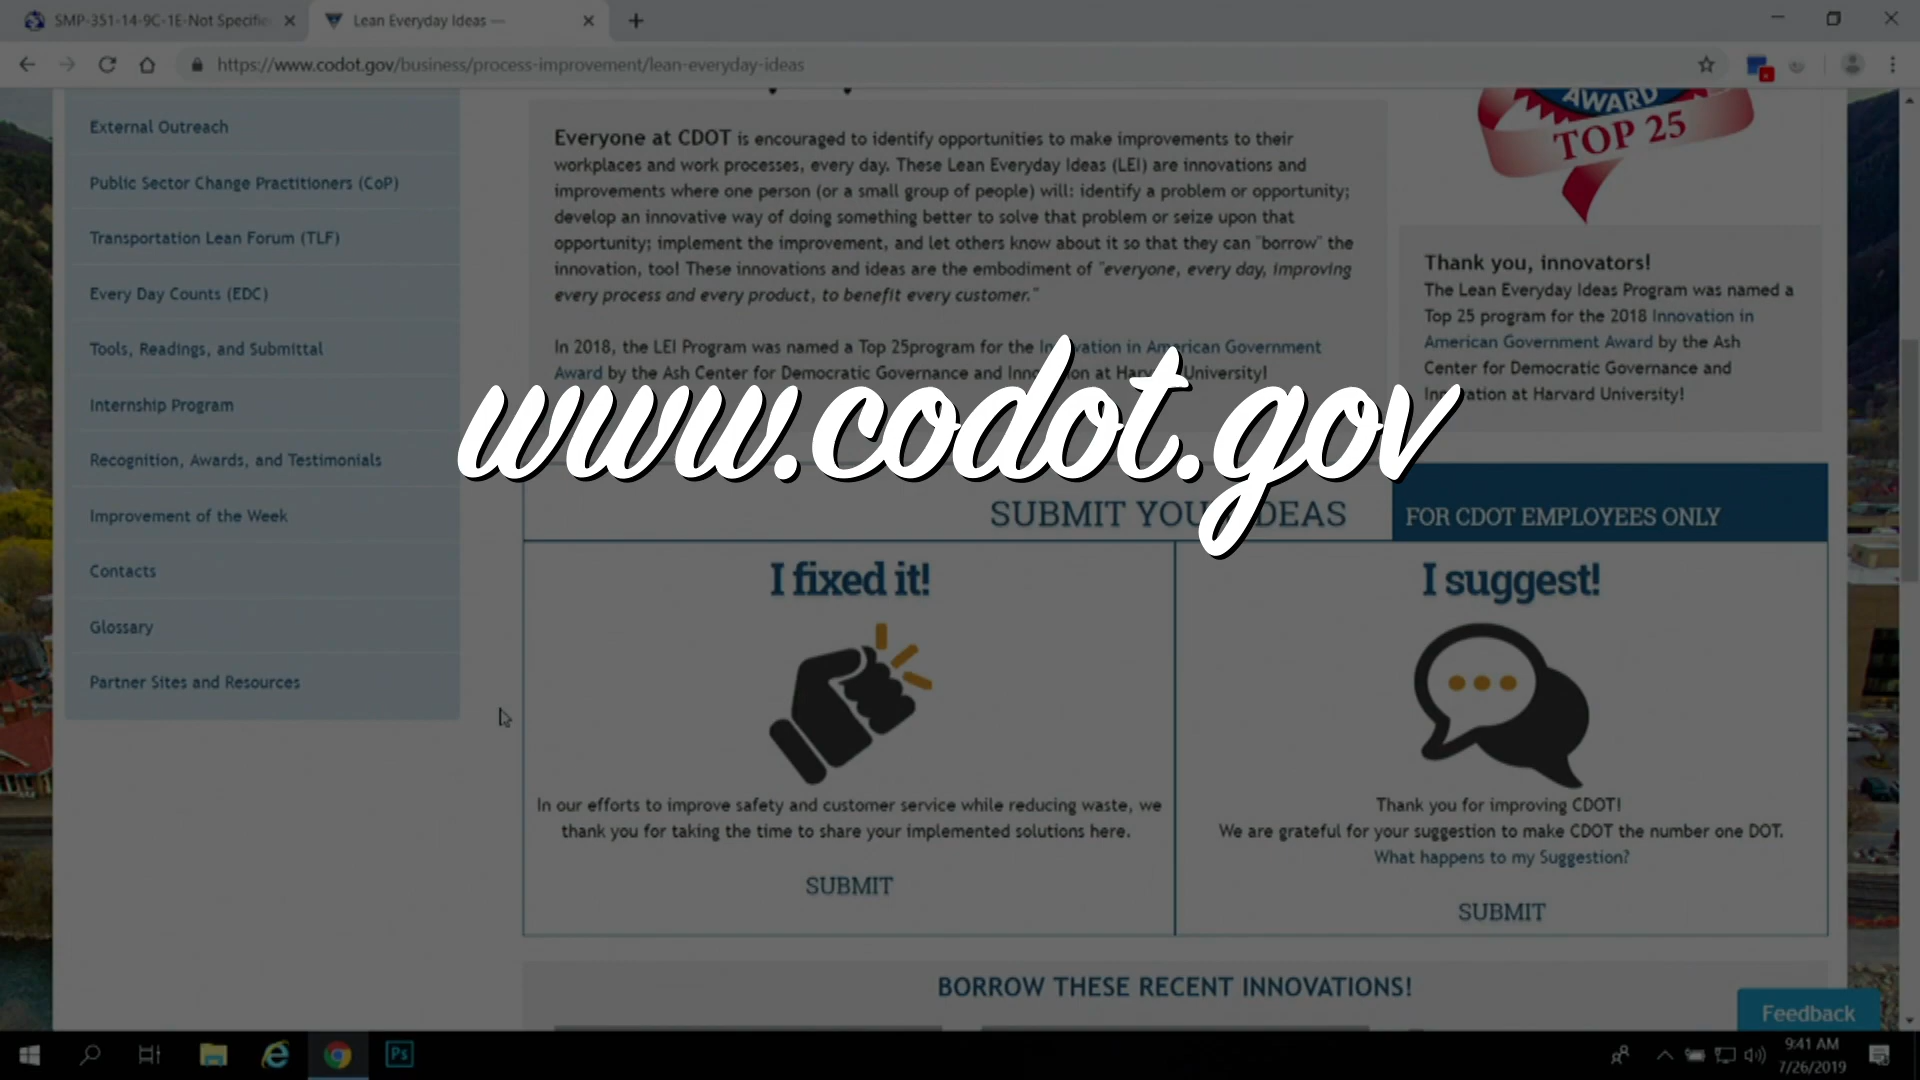 SMP-351-14-9C-1E-Not Specifie
Lean Everyday Ideas —
https://www.codot.gov/business/process-improvement/lean-everyday-ideas
External Outreach
Public Sector Change Practitioners (CoP)
Transportation Lean Forum (TLF)
Every Day Counts (EDC)
Tools, Readings, and Submittal
Internship Program
Recognition, Awards, and Testimonials
Improvement of the Week
Contacts
Glossary
Partner Sites and Resources
Everyone at CDOT is encouraged to identify opportunities to make improvements to their
workplaces and work processes, every day. These Lean Everyday Ideas (LEI) are innovations and
improvements where one person (or a small group of people) will: identify a problem or opportunity;
develop an innovative way of doing something better to solve that problem or seize upon that
opportunity; implement the improvement, and let others know about it so that they can "borrow" the
innovation, too! These innovations and ideas are the embodiment of "everyone, every day, improving
every process and every product, to benefit every customer."
In 2018, the LEI Program was named a Top 25program for the Innovation in American Government
Award by the Ash Center for Democratic Governance and Innovation at Harvard University!
AWARD
TOP 25
Thank you, innovators!
The Lean Everyday Ideas Program was named a
Top 25 program for the 2018 Innovation in
American Government Award by the Ash
Center for Democratic Governance and
Innovation at Harvard University!
www.codot.gov
SUBMIT YOUR IDEAS
FOR CDOT EMPLOYEES ONLY
I fixed it!
In our efforts to improve safety and customer service while reducing waste, we
thank you for taking the time to share your implemented solutions here.
SUBMIT
I suggest!
Thank you for improving CDOT!
We are grateful for your suggestion to make CDOT the number one DOT.
What happens to my Suggestion?
SUBMIT
BORROW THESE RECENT INNOVATIONS!
Feedback
Ps
9:41 AM
7/26/2019